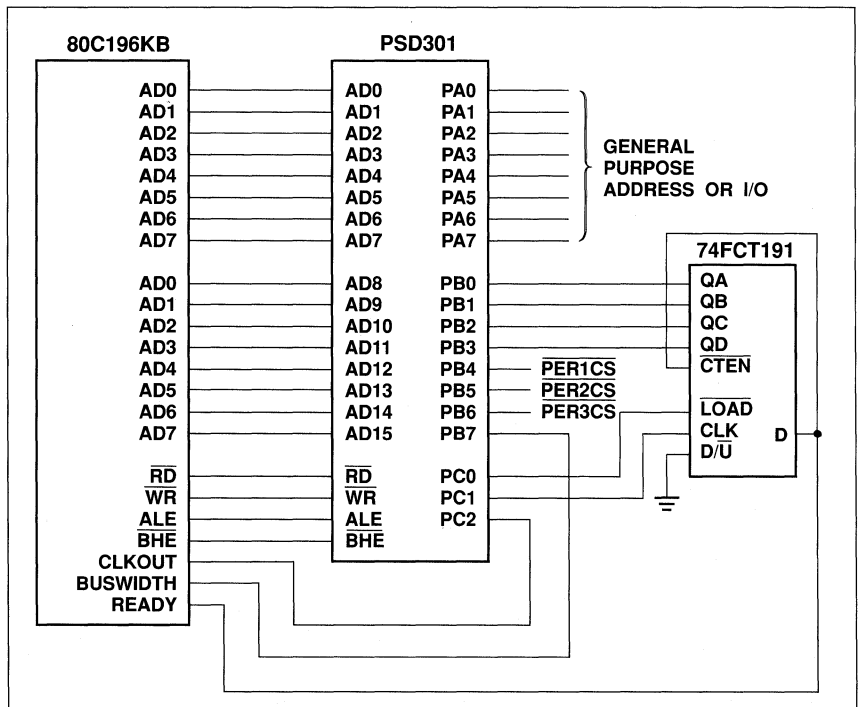 80C196KB PSD301
AD0 AD0 PA0
AD1 AD1 PA1
AD2 AD2 PA2
AD3 AD3 PA3
AD4 AD4 PA4
AD5 AD5 PA5
AD6 AD6 PA6
AD7 AD7 PA7
GENERAL
PURPOSE
ADDRESS OR I/O
74FCT191
AD0 AD8 PB0 QA
AD1 AD9 PB1 QB
AD2 AD10 PB2 QC
AD3 AD11 PB3 QD
AD4 AD12 PB4 PER1CS CTEN
AD5 AD13 PB5 PER2CS
AD6 AD14 PB6 PER3CS LOAD
AD7 AD15 PB7 CLK D
D/U
RD RD PC0
WR WR PC1
ALE ALE PC2
BHE BHE
CLKOUT
BUSWIDTH
READY